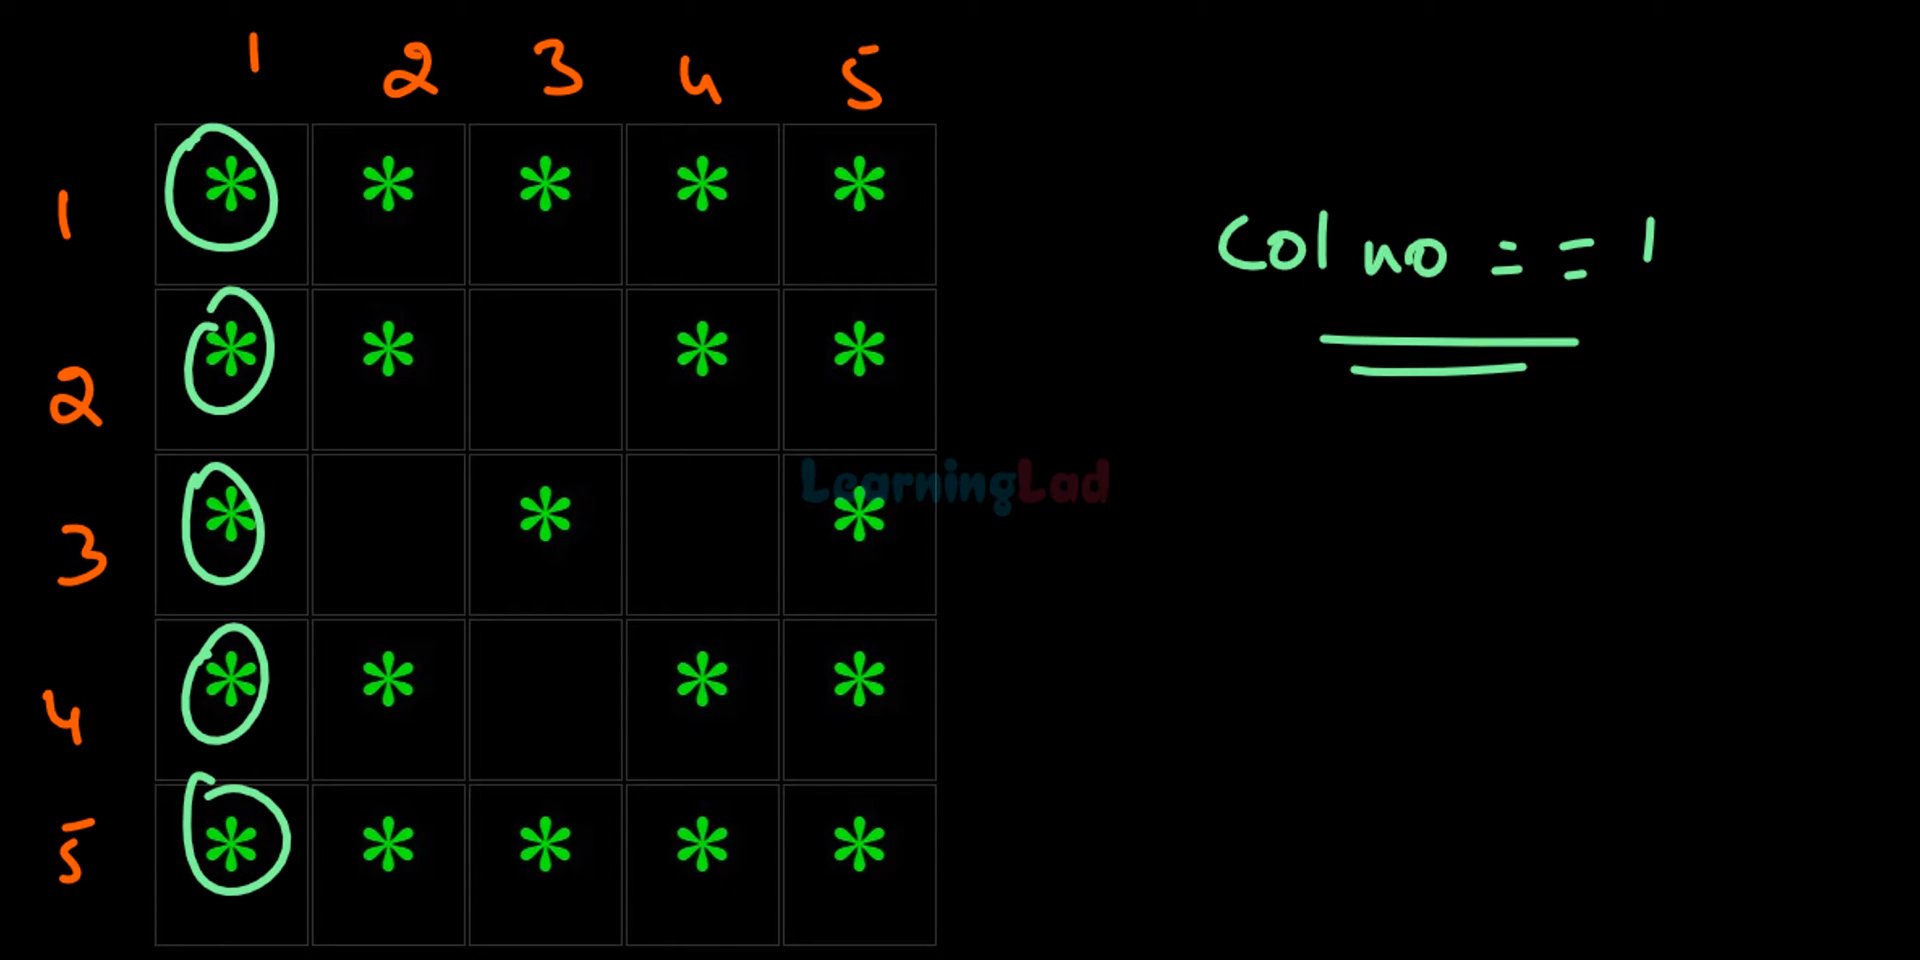 1 2 3 4 5
1 * * * * *
Col no == 1
2 * * * *
LearningLad
3 * * *
4 * * * *
5 * * * * *